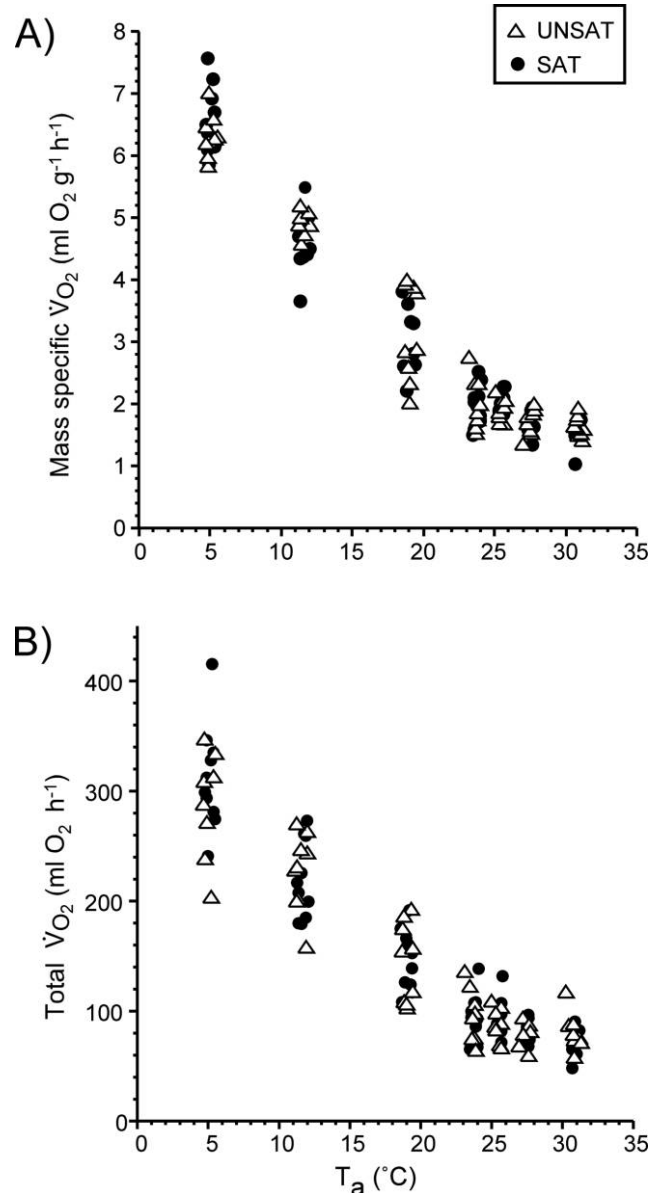 A)
UNSAT
SAT
Mass specific V̇O₂ (ml O₂ g⁻¹ h⁻¹)
8
7
6
5
4
3
2
1
0
0 5 10 15 20 25 30 35
B)
Total V̇O₂ (ml O₂ h⁻¹)
400
300
200
100
0
0 5 10 15 20 25 30 35
Tₐ (˚C)